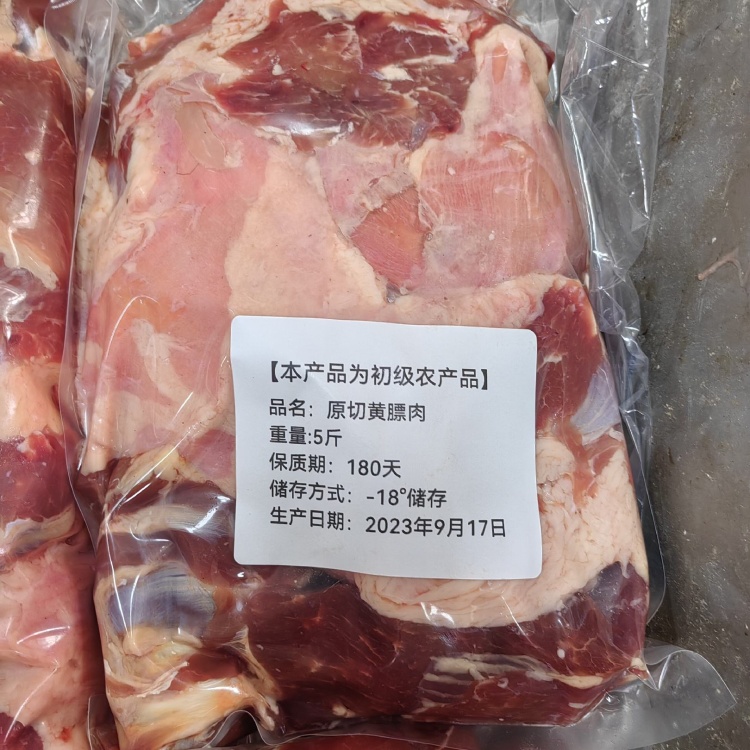 【本产品为初级农产品】
品名：原切黄膘肉
重量:5斤
保质期：180天
储存方式：-18°储存
生产日期：2023年9月17日